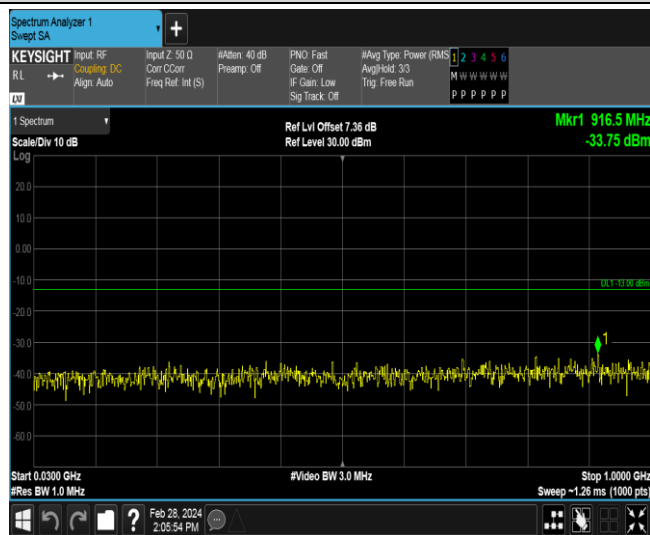 Spectrum Analyzer 1
Swept SA
+
KEYSIGHT
RL
LXI
Input: RF
Coupling: DC
Align: Auto
Input Z: 50 Ω
Corr CCorr
Freq Ref: Int (S)
#Atten: 40 dB
Preamp: Off
PNO: Fast
Gate: Off
IF Gain: Low
Sig Track: Off
#Avg Type: Power (RMS
Avg|Hold: 3/3
Trig: Free Run
1 2 3 4 5 6
M W W W W W
P P P P P P
1 Spectrum
Scale/Div 10 dB
Log
Ref Lvl Offset 7.36 dB
Ref Level 30.00 dBm
Mkr1 916.5 MHz
-33.75 dBm
20.0
10.0
0.00
-10.0
DL1 -13.00 dBm
-20.0
-30.0
1
-40.0
-50.0
-60.0
Start 0.0300 GHz
#Res BW 1.0 MHz
#Video BW 3.0 MHz
Stop 1.0000 GHz
Sweep ~1.26 ms (1000 pts)
?
Feb 28, 2024
2:05:54 PM